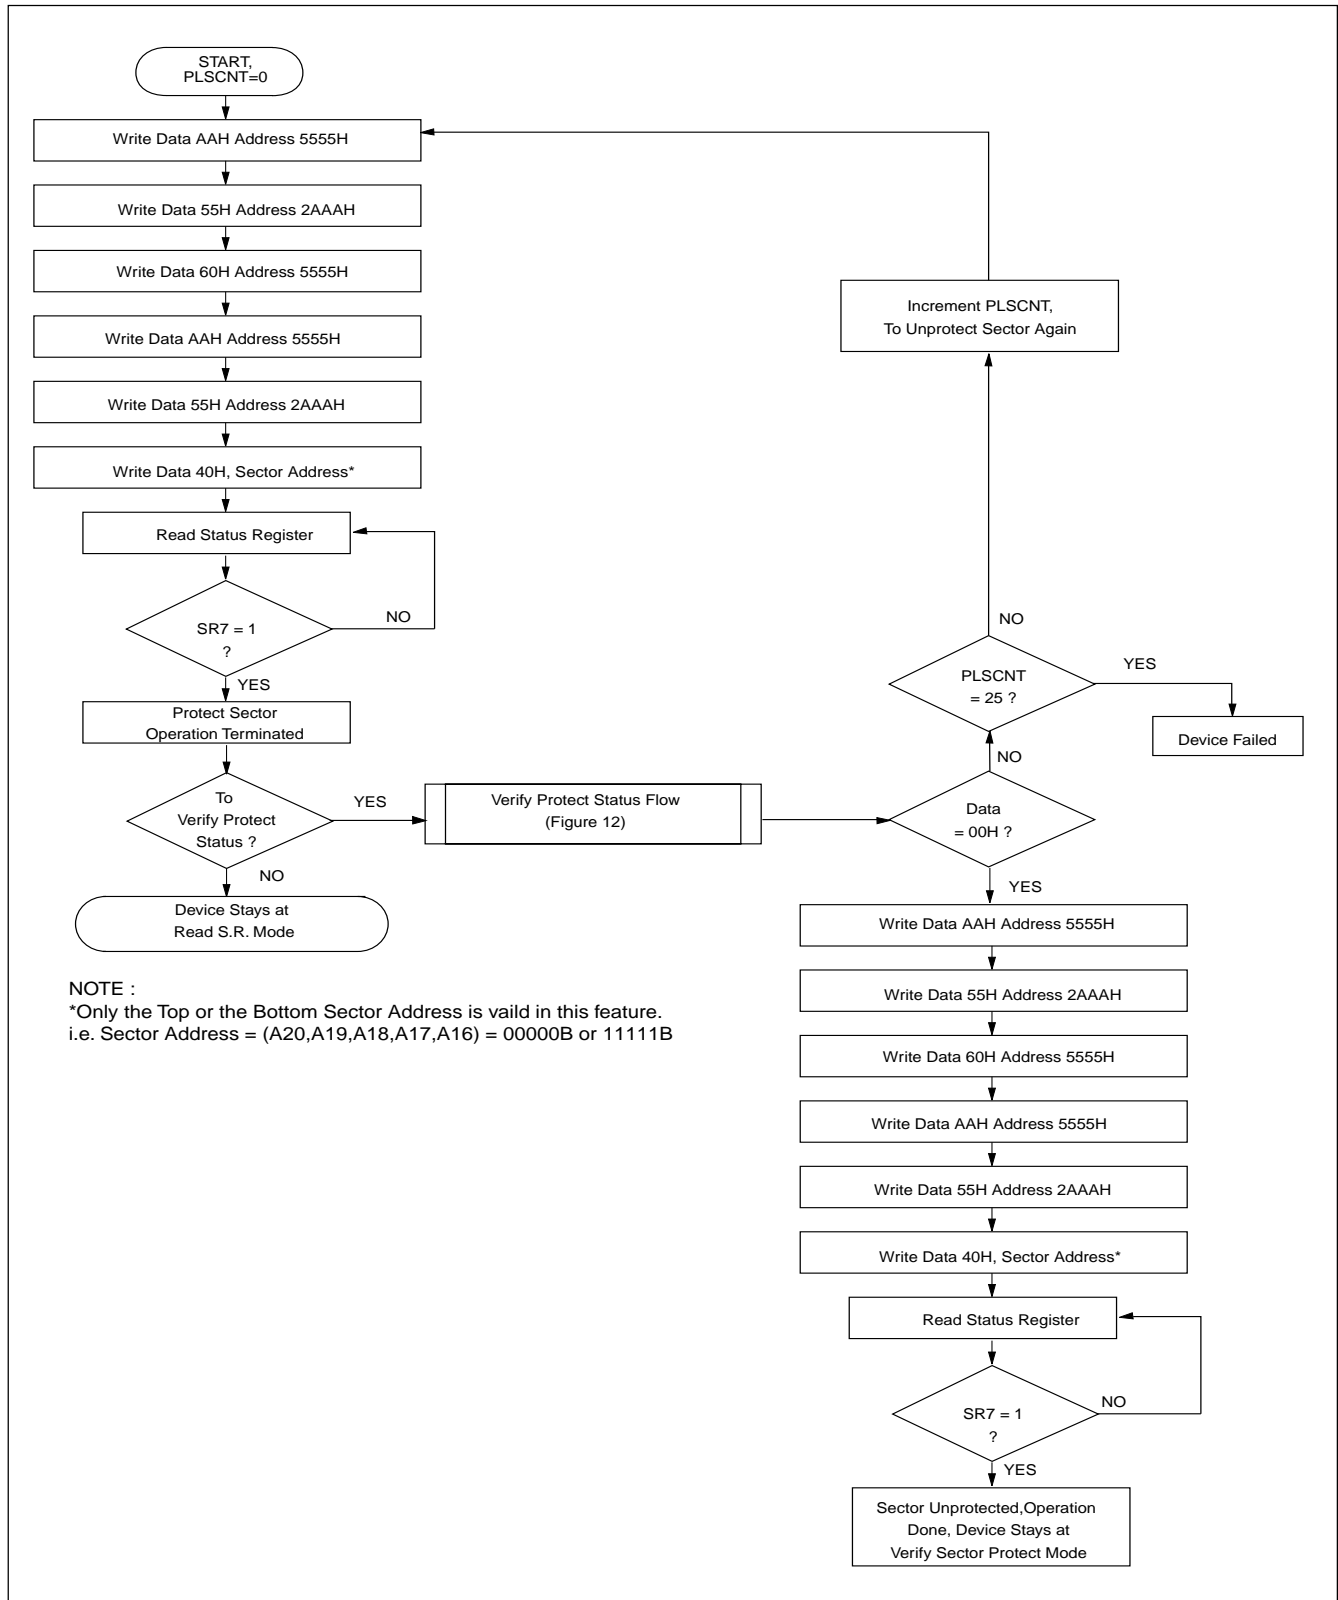 START,
PLSCNT=0
Write Data AAH Address 5555H
Write Data 55H Address 2AAAH
Write Data 60H Address 5555H
Write Data AAH Address 5555H
Write Data 55H Address 2AAAH
Write Data 40H, Sector Address*
Read Status Register
SR7 = 1
?
NO
YES
Protect Sector
Operation Terminated
To
Verify Protect
Status ?
YES
NO
Device Stays at
Read S.R. Mode
Verify Protect Status Flow
(Figure 12)
Data
= 00H ?
NO
PLSCNT
= 25 ?
YES
Device Failed
NO
Increment PLSCNT,
To Unprotect Sector Again
YES
Write Data AAH Address 5555H
Write Data 55H Address 2AAAH
Write Data 60H Address 5555H
Write Data AAH Address 5555H
Write Data 55H Address 2AAAH
Write Data 40H, Sector Address*
Read Status Register
SR7 = 1
?
NO
YES
Sector Unprotected,Operation
Done, Device Stays at
Verify Sector Protect Mode
NOTE :
*Only the Top or the Bottom Sector Address is vaild in this feature.
i.e. Sector Address = (A20,A19,A18,A17,A16) = 00000B or 11111B